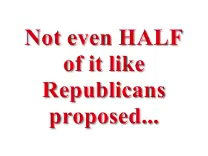 Not even HALF
of it like
Republicans
proposed...